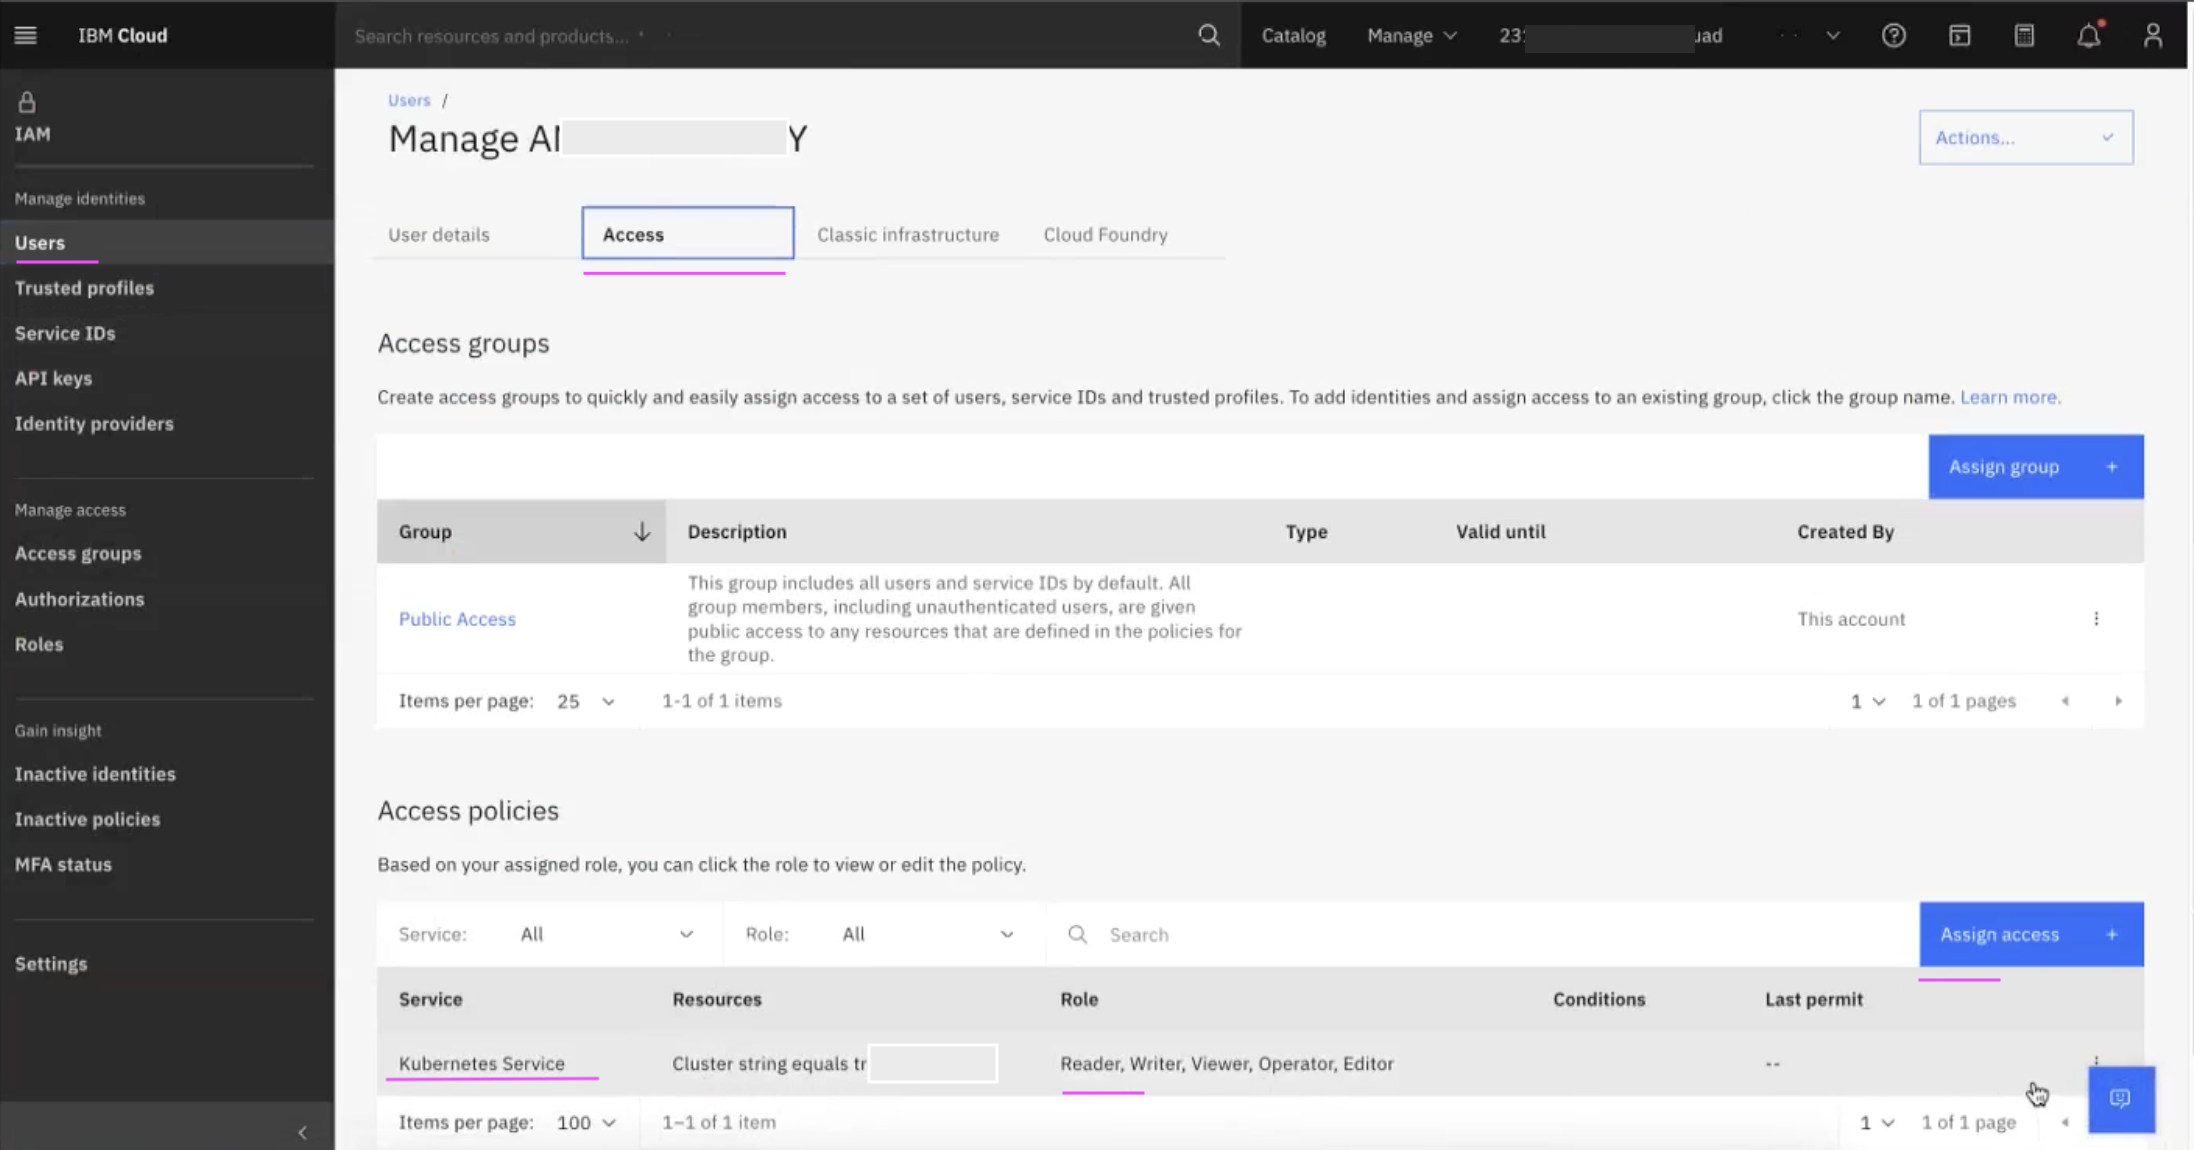 IBM Cloud
Search resources and products...
Catalog
Manage
23
uad
IAM
Manage identities
Users
Trusted profiles
Service IDs
API keys
Identity providers
Manage access
Access groups
Authorizations
Roles
Gain insight
Inactive identities
Inactive policies
MFA status
Settings
Users /
Manage AI Y
Actions...
User details
Access
Classic infrastructure
Cloud Foundry
Access groups
Create access groups to quickly and easily assign access to a set of users, service IDs and trusted profiles. To add identities and assign access to an existing group, click the group name. Learn more.
Assign group +
Group Description Type Valid until Created By
Public Access
This group includes all users and service IDs by default. All
group members, including unauthenticated users, are given
public access to any resources that are defined in the policies for
the group.
This account
Items per page: 25 1-1 of 1 items 1 1 of 1 pages
Access policies
Based on your assigned role, you can click the role to view or edit the policy.
Service: All Role: All Search
Assign access +
Service Resources Role Conditions Last permit
Kubernetes Service Cluster string equals tr Reader, Writer, Viewer, Operator, Editor --
Items per page: 100 1–1 of 1 item 1 1 of 1 page